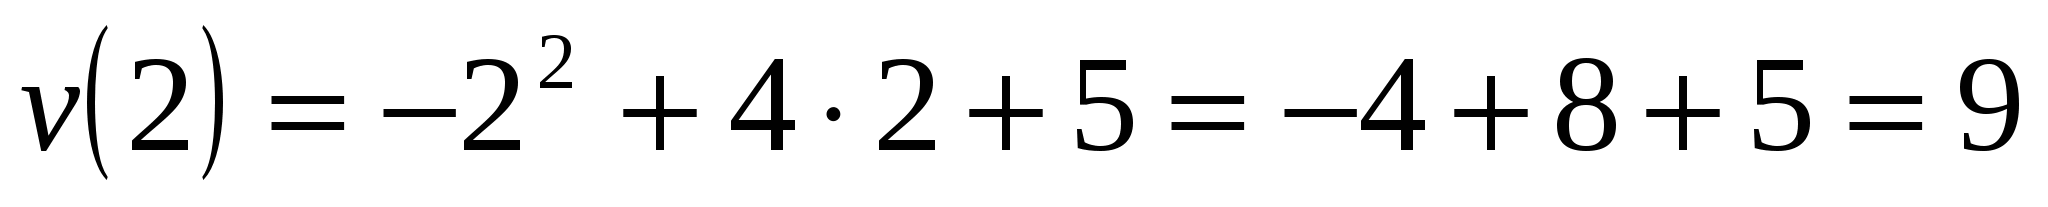 v(2) = −2² + 4 · 2 + 5 = −4 + 8 + 5 = 9